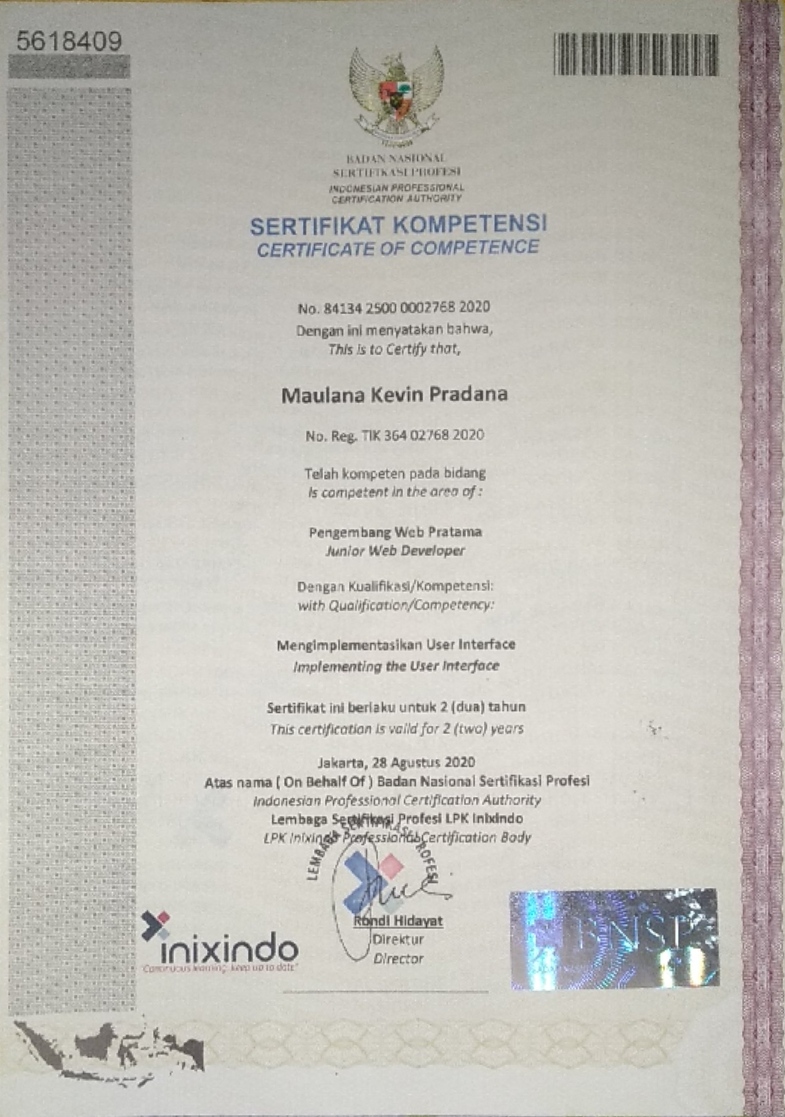 5618409
BADAN NASIONAL
SERTIFIKASI PROFESI
INDONESIAN PROFESSIONAL
CERTIFICATION AUTHORITY
SERTIFIKAT KOMPETENSI
CERTIFICATE OF COMPETENCE
No. 84134 2500 0002768 2020
Dengan ini menyatakan bahwa,
This is to Certify that,
Maulana Kevin Pradana
No. Reg. TIK 364 02768 2020
Telah kompeten pada bidang
Is competent in the area of :
Pengembang Web Pratama
Junior Web Developer
Dengan Kualifikasi/Kompetensi:
with Qualification/Competency:
Mengimplementasikan User Interface
Implementing the User Interface
Sertifikat ini berlaku untuk 2 (dua) tahun
This certification is valid for 2 (two) years
Jakarta, 28 Agustus 2020
Atas nama ( On Behalf Of ) Badan Nasional Sertifikasi Profesi
Indonesian Professional Certification Authority
Lembaga Sertifikasi Profesi LPK Inixindo
LPK Inixindo Professional Certification Body
LEMBAGA SERTIFIKASI PROFESI
Rondi Hidayat
Direktur
Director
inixindo
"Continuous learning, keep up to date"
BNSP